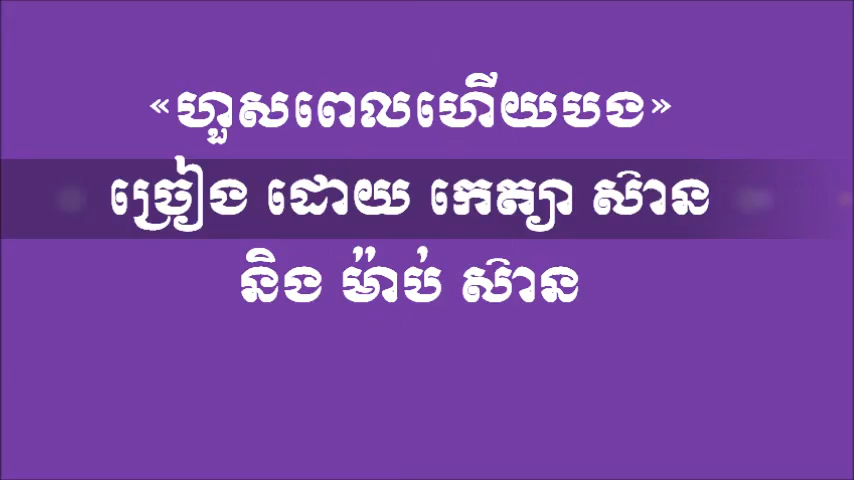 «ហួសពេលហើយបង»
ច្រៀង ដោយ កេត្យា ស៊ាន
និង ម៉ាប់ ស៊ាន